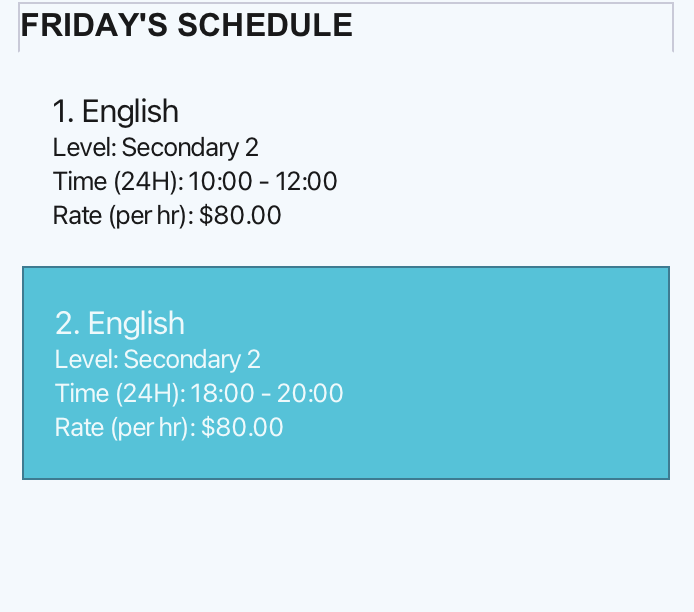 FRIDAY'S SCHEDULE
1. English
Level: Secondary 2
Time (24H): 10:00 - 12:00
Rate (per hr): $80.00
2. English
Level: Secondary 2
Time (24H): 18:00 - 20:00
Rate (per hr): $80.00